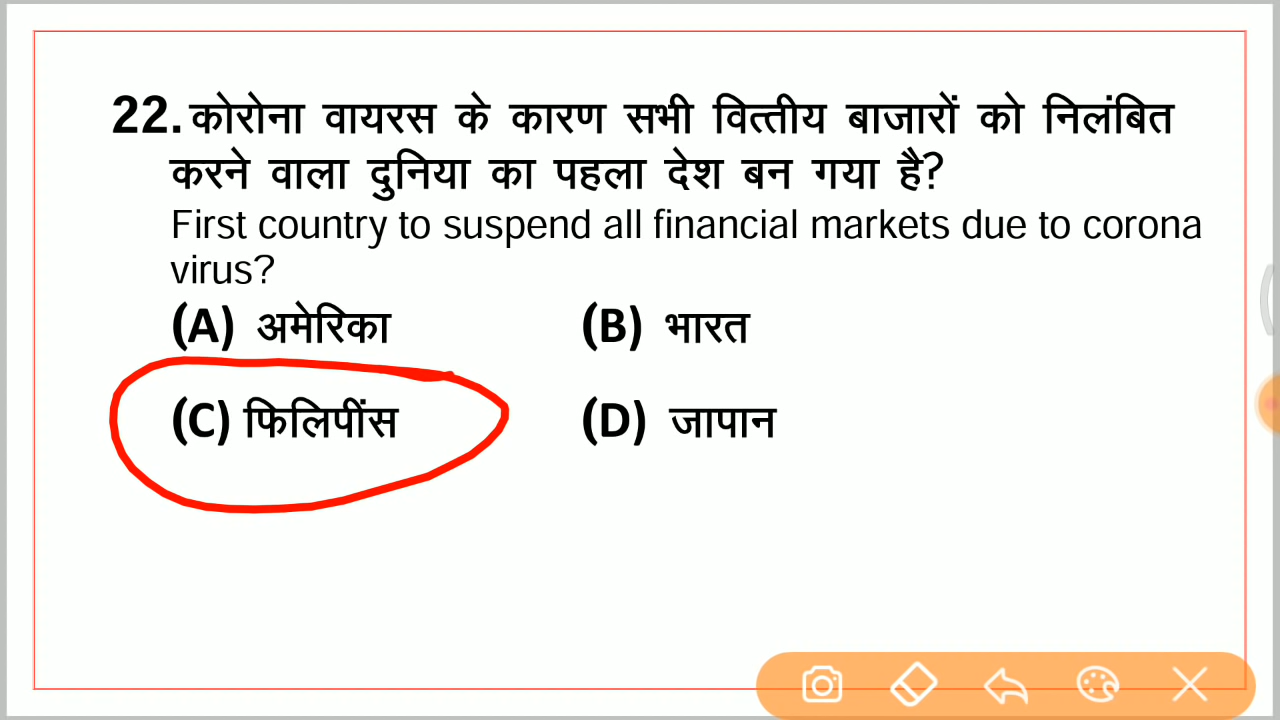 22. कोरोना वायरस के कारण सभी वित्तीय बाजारों को निलंबित
करने वाला दुनिया का पहला देश बन गया है?
First country to suspend all financial markets due to corona
virus?
(A) अमेरिका (B) भारत
(C) फिलिपींस (D) जापान